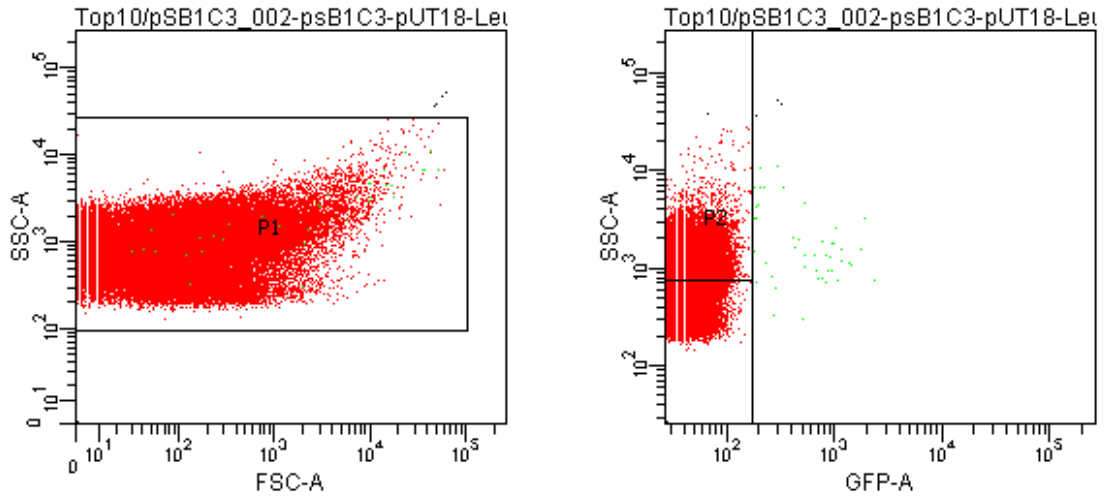 Top10/pSB1C3_002-psB1C3-pUT18-Leu
SSC-A
10^5
10^4
10^3
10^2
10^1
0
P1
0 10^1 10^2 10^3 10^4 10^5
FSC-A
Top10/pSB1C3_002-psB1C3-pUT18-Leu
SSC-A
10^5
10^4
10^3
10^2
P2
10^2 10^3 10^4 10^5
GFP-A